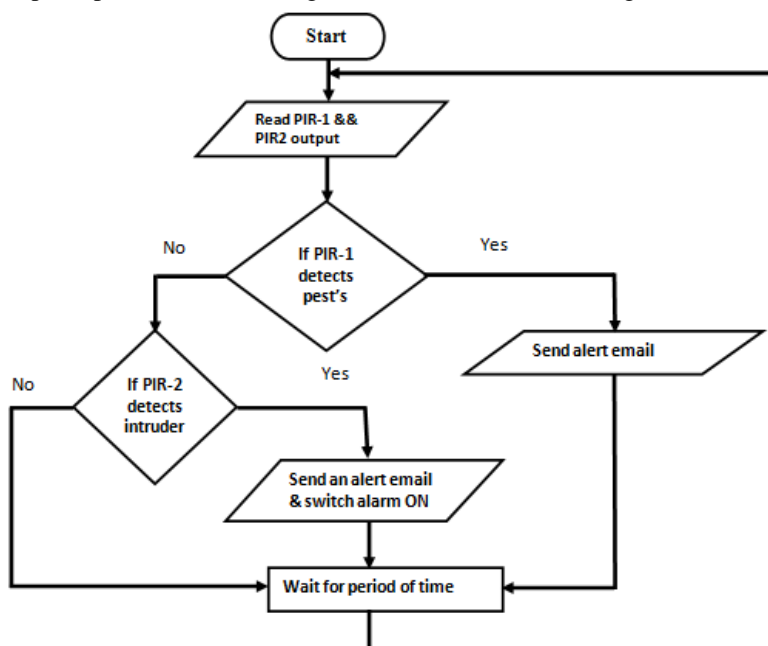 Start
Read PIR-1 &&
PIR2 output
No
Yes
If PIR-1
detects
pest's
Send alert email
No
Yes
If PIR-2
detects
intruder
Send an alert email
& switch alarm ON
Wait for period of time